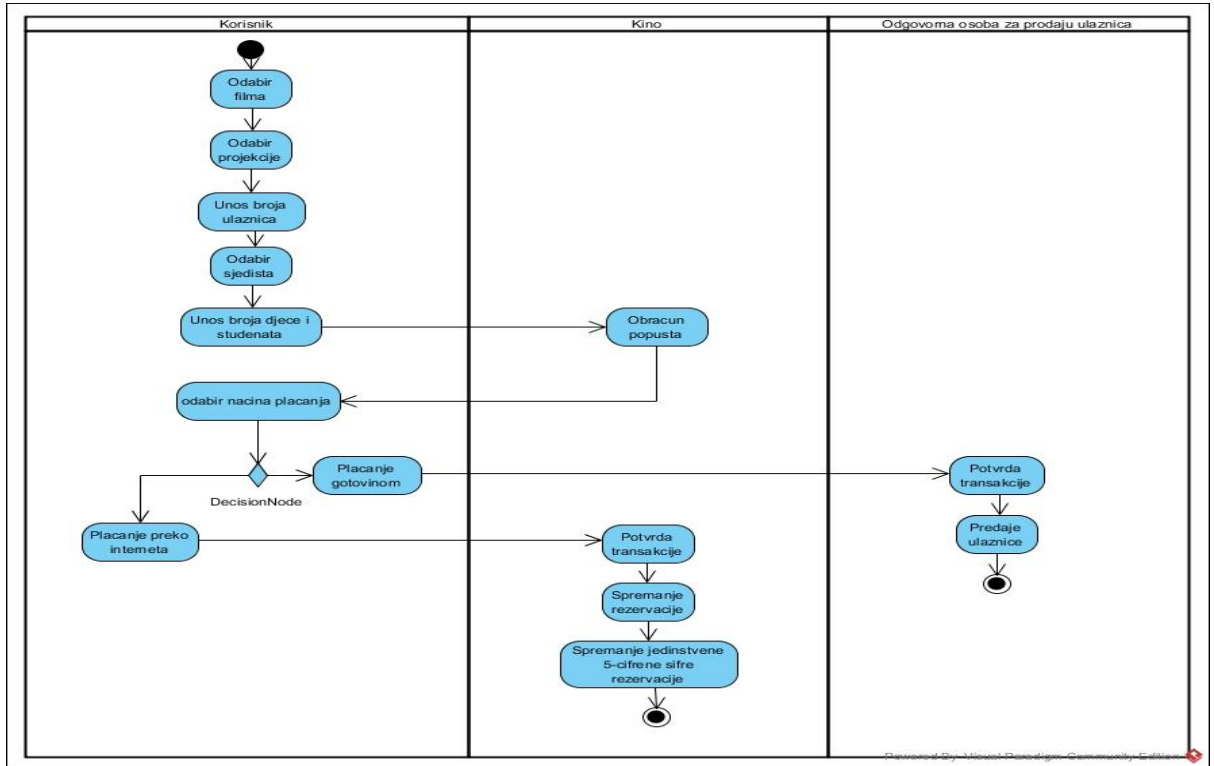 Korisnik
Kino
Odgovorna osoba za prodaju ulaznica
Odabir
filma
Odabir
projekcije
Unos broja
ulaznica
Odabir
sjedista
Unos broja djece i
studenata
Obracun
popusta
odabir nacina placanja
DecisionNode
Placanje
gotovinom
Potvrda
transakcije
Predaje
ulaznice
Placanje preko
interneta
Potvrda
transakcije
Spremanje
rezervacije
Spremanje jedinstvene
5-cifrene sifre
rezervacije
Powered By Visual Paradigm Community Edition